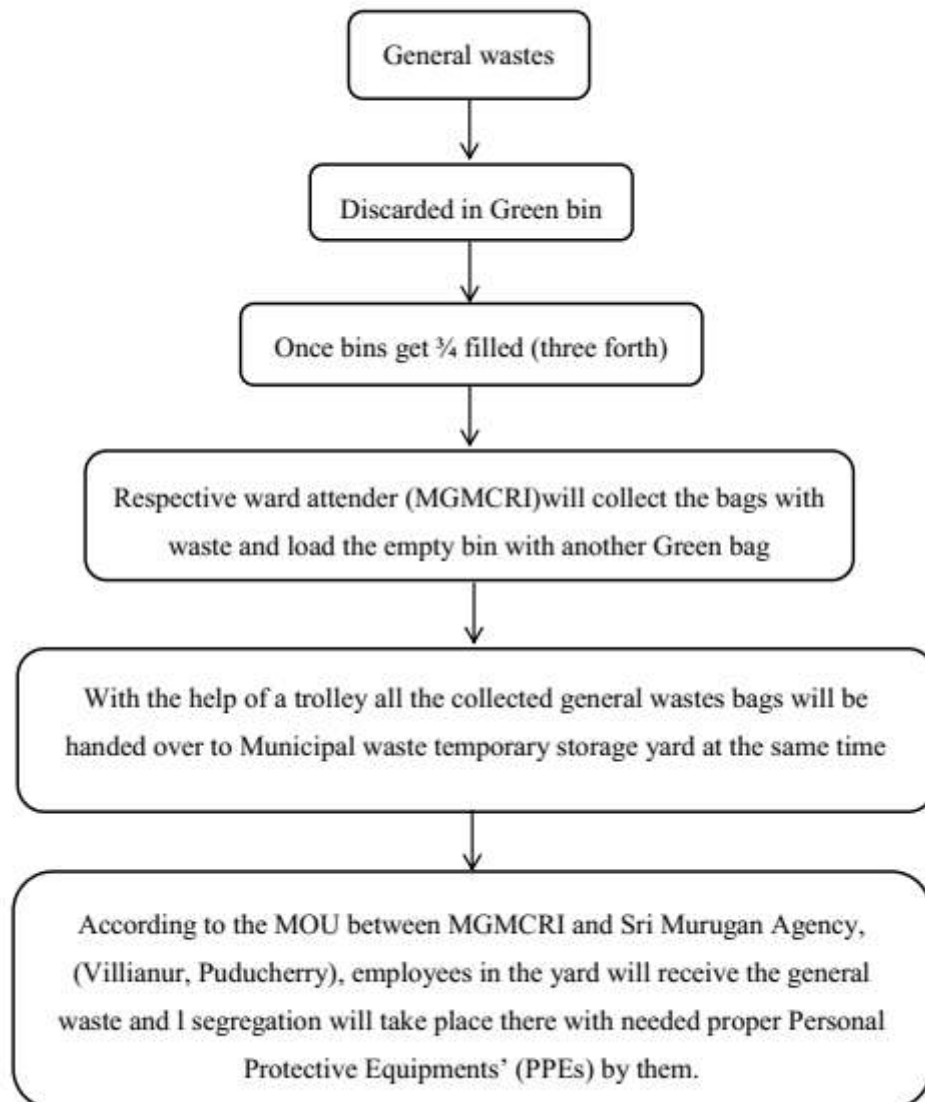 General wastes
Discarded in Green bin
Once bins get ¾ filled (three forth)
Respective ward attender (MGMCRI)will collect the bags with
waste and load the empty bin with another Green bag
With the help of a trolley all the collected general wastes bags will be
handed over to Municipal waste temporary storage yard at the same time
According to the MOU between MGMCRI and Sri Murugan Agency,
(Villianur, Puducherry), employees in the yard will receive the general
waste and l segregation will take place there with needed proper Personal
Protective Equipments’ (PPEs) by them.